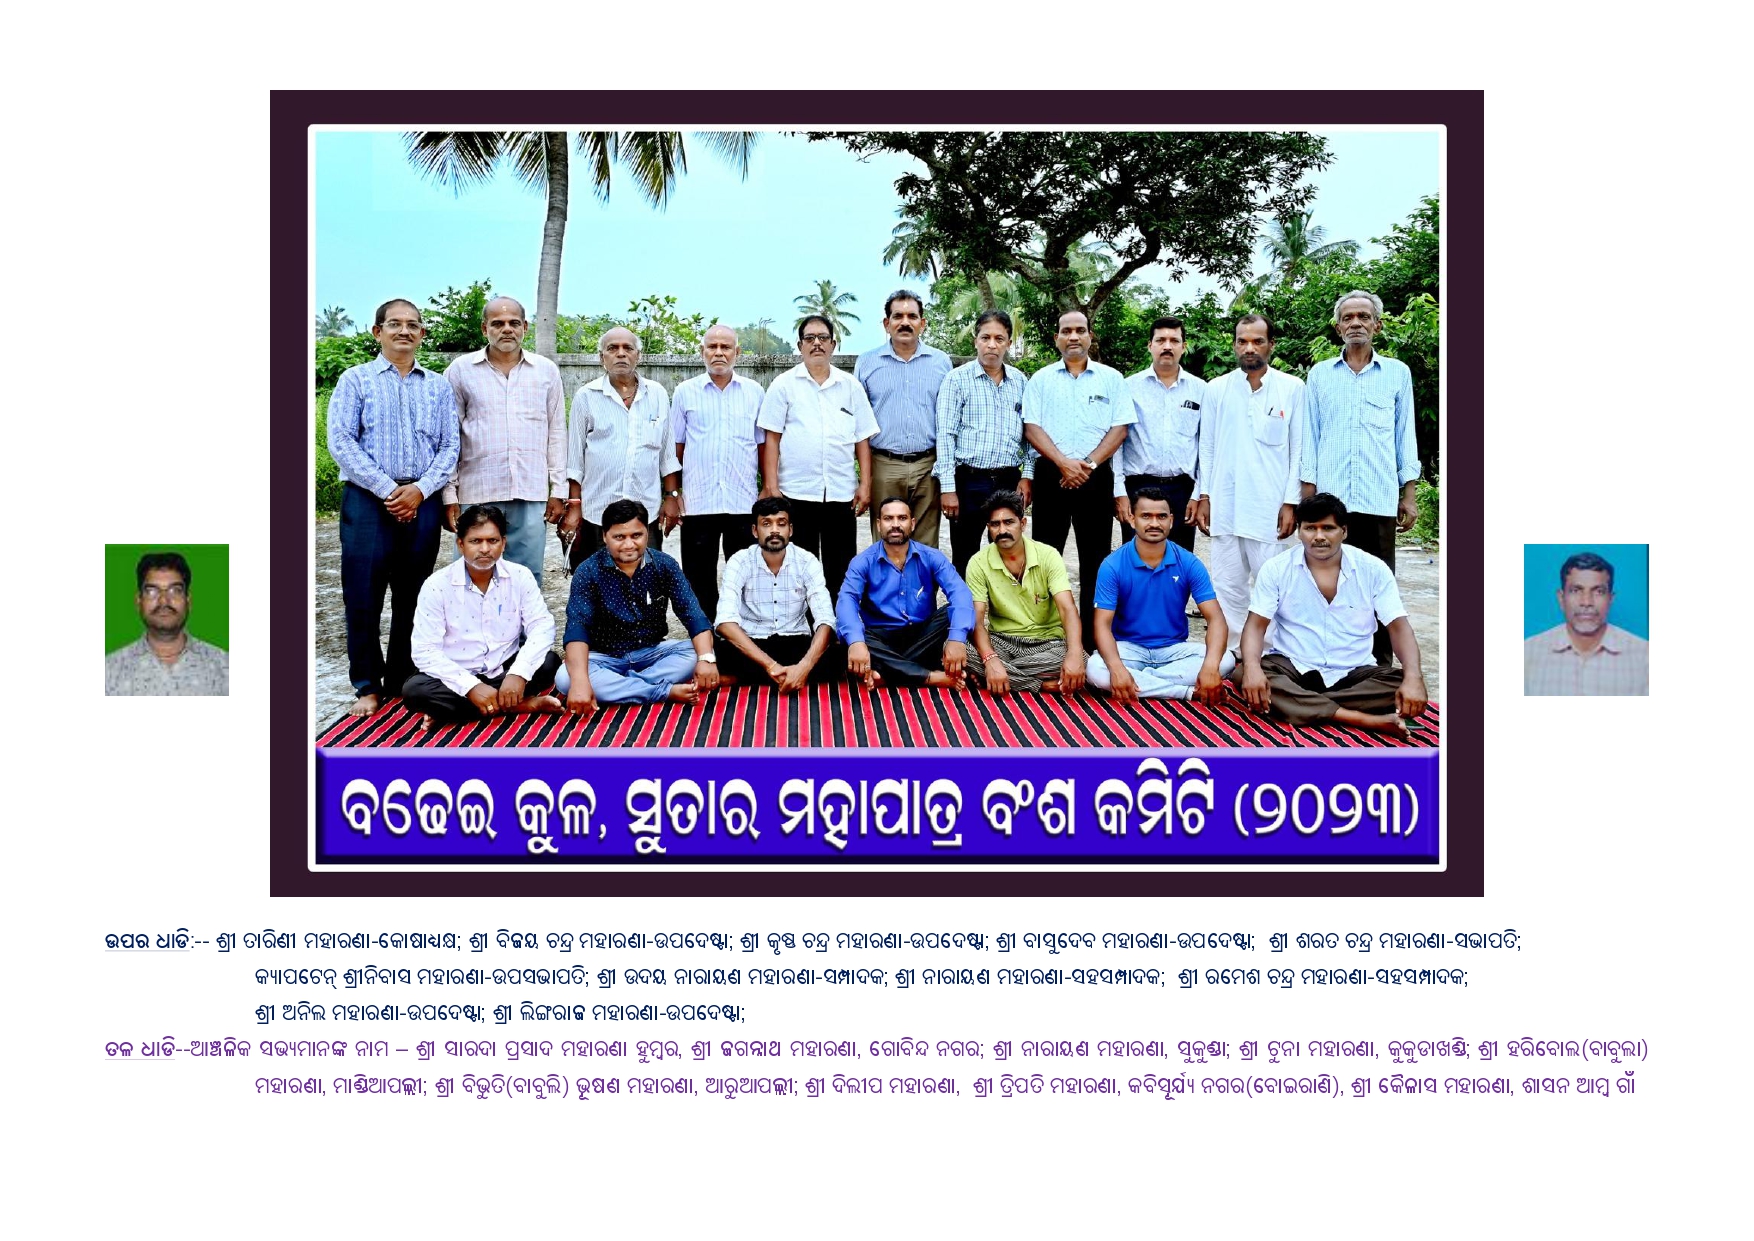 ବଢେଇ କୁଳ, ସୁତାର ମହାପାତ୍ର ବଂଶ କମିଟି (୨୦୨୩)
ଉପର ଧାଡି:-- ଶ୍ରୀ ତାରିଣୀ ମହାରଣା-କୋଷାଧ୍ୟକ୍ଷ; ଶ୍ରୀ ବିଜୟ ଚନ୍ଦ୍ର ମହାରଣା-ଉପଦେଷ୍ଟା; ଶ୍ରୀ କୃଷ୍ଣ ଚନ୍ଦ୍ର ମହାରଣା-ଉପଦେଷ୍ଟା; ଶ୍ରୀ ବାସୁଦେବ ମହାରଣା-ଉପଦେଷ୍ଟା; ଶ୍ରୀ ଶରତ ଚନ୍ଦ୍ର ମହାରଣା-ସଭାପତି;
କ୍ୟାପଟେନ୍ ଶ୍ରୀନିବାସ ମହାରଣା-ଉପସଭାପତି; ଶ୍ରୀ ଉଦୟ ନାରାୟଣ ମହାରଣା-ସମ୍ପାଦକ; ଶ୍ରୀ ନାରାୟଣ ମହାରଣା-ସହସମ୍ପାଦକ; ଶ୍ରୀ ରମେଶ ଚନ୍ଦ୍ର ମହାରଣା-ସହସମ୍ପାଦକ;
ଶ୍ରୀ ଅନିଲ ମହାରଣା-ଉପଦେଷ୍ଟା; ଶ୍ରୀ ଲିଙ୍ଗରାଜ ମହାରଣା-ଉପଦେଷ୍ଟା;
ତଳ ଧାଡି--ଆଞ୍ଚଳିକ ସଭ୍ୟମାନଙ୍କ ନାମ – ଶ୍ରୀ ସାରଦା ପ୍ରସାଦ ମହାରଣା ହୁମ୍ବର, ଶ୍ରୀ ଜଗନ୍ନାଥ ମହାରଣା, ଗୋବିନ୍ଦ ନଗର; ଶ୍ରୀ ନାରାୟଣ ମହାରଣା, ସୁକୁଣ୍ଡା; ଶ୍ରୀ ଟୁନା ମହାରଣା, କୁକୁଡାଖଣ୍ଡି; ଶ୍ରୀ ହରିବୋଲ(ବାବୁଲା)
ମହାରଣା, ମାଣ୍ଡିଆପଲ୍ଲୀ; ଶ୍ରୀ ବିଭୁତି(ବାବୁଲି) ଭୂଷଣ ମହାରଣା, ଆରୁଆପଲ୍ଲୀ; ଶ୍ରୀ ଦିଲୀପ ମହାରଣା, ଶ୍ରୀ ତ୍ରିପତି ମହାରଣା, କବିସୂର୍ଯ୍ୟ ନଗର(ବୋଇରାଣି), ଶ୍ରୀ କୈଳାସ ମହାରଣା, ଶାସନ ଆମ୍ବ ଗାଁ